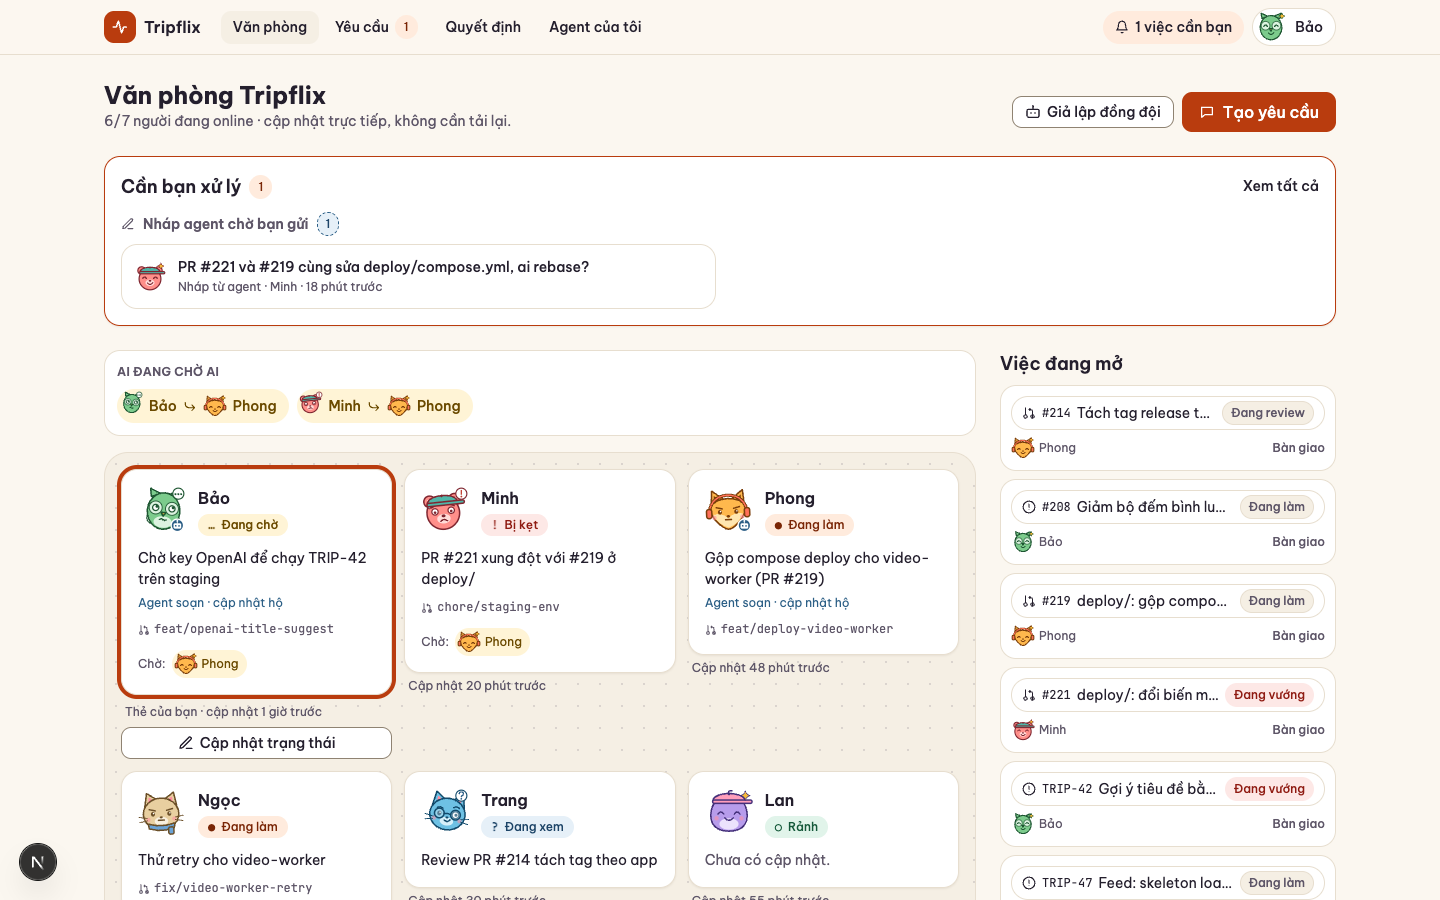 Tripflix
Văn phòng
Yêu cầu 1
Quyết định
Agent của tôi
1 việc cần bạn
Bảo
Văn phòng Tripflix
6/7 người đang online · cập nhật trực tiếp, không cần tải lại.
Giả lập đồng đội
Tạo yêu cầu
Cần bạn xử lý 1
Xem tất cả
Nháp agent chờ bạn gửi 1
PR #221 và #219 cùng sửa deploy/compose.yml, ai rebase?
Nháp từ agent · Minh · 18 phút trước
AI ĐANG CHỜ AI
Bảo Phong
Minh Phong
Bảo
… Đang chờ
Chờ key OpenAI để chạy TRIP-42
trên staging
Agent soạn · cập nhật hộ
feat/openai-title-suggest
Chờ: Phong
Thẻ của bạn · cập nhật 1 giờ trước
Cập nhật trạng thái
Minh
! Bị kẹt
PR #221 xung đột với #219 ở
deploy/
chore/staging-env
Chờ: Phong
Cập nhật 20 phút trước
Phong
Đang làm
Gộp compose deploy cho video-
worker (PR #219)
Agent soạn · cập nhật hộ
feat/deploy-video-worker
Cập nhật 48 phút trước
Ngọc
Đang làm
Thử retry cho video-worker
fix/video-worker-retry
Trang
? Đang xem
Review PR #214 tách tag theo app
Cập nhật 30 phút trước
Lan
Rảnh
Chưa có cập nhật.
Cập nhật 55 phút trước
Việc đang mở
#214 Tách tag release t... Đang review
Phong Bàn giao
#208 Giảm bộ đếm bình lu... Đang làm
Bảo Bàn giao
#219 deploy/: gộp compo... Đang làm
Phong Bàn giao
#221 deploy/: đổi biến m... Đang vướng
Minh Bàn giao
TRIP-42 Gợi ý tiêu đề bằ... Đang vướng
Bảo Bàn giao
TRIP-47 Feed: skeleton loa... Đang làm
N